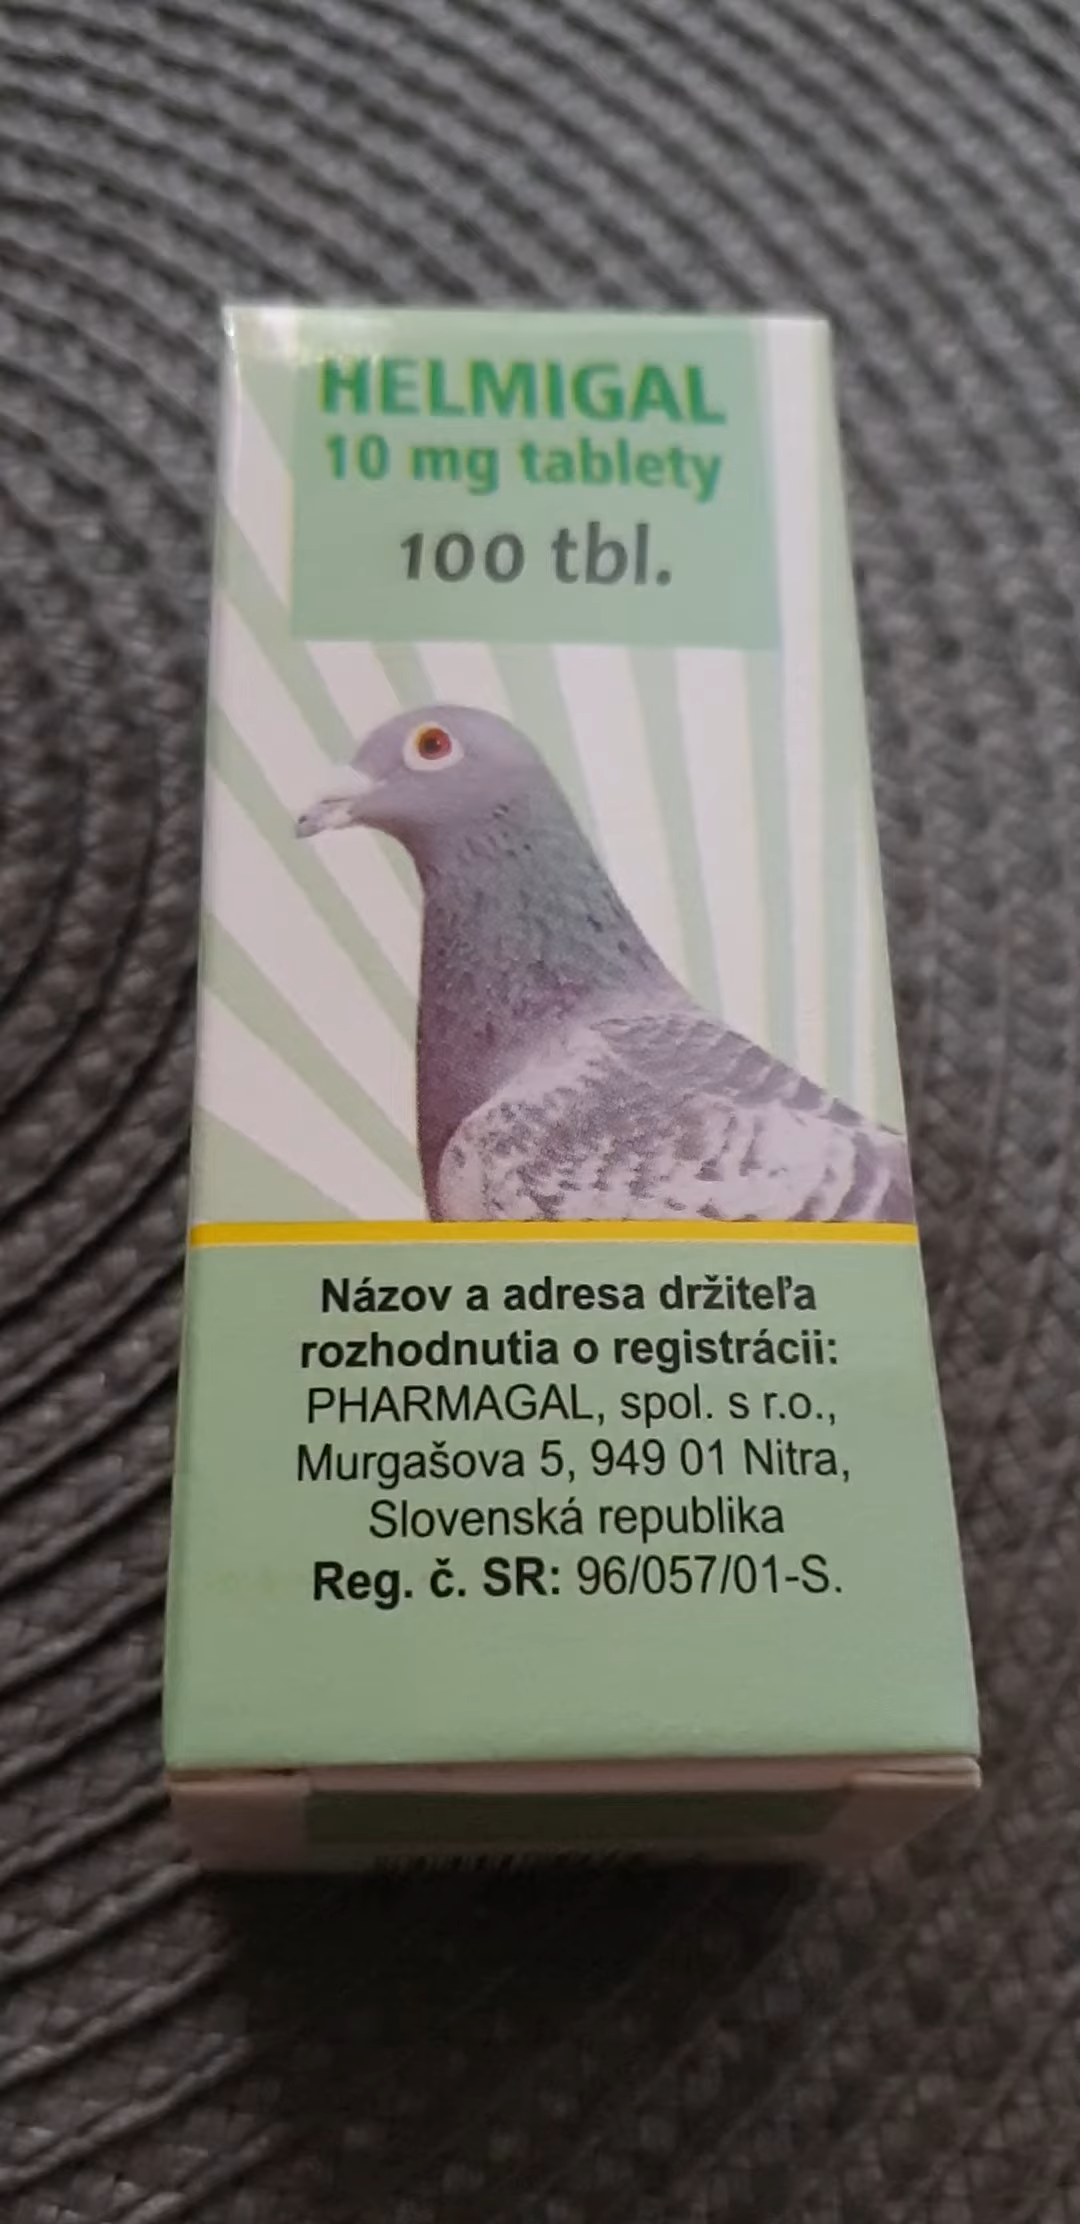 HELMIGAL
10 mg tablety
100 tbl.
Názov a adresa držiteľa
rozhodnutia o registrácii:
PHARMAGAL, spol. s r.o.,
Murgašova 5, 949 01 Nitra,
Slovenská republika
Reg. č. SR: 96/057/01-S.